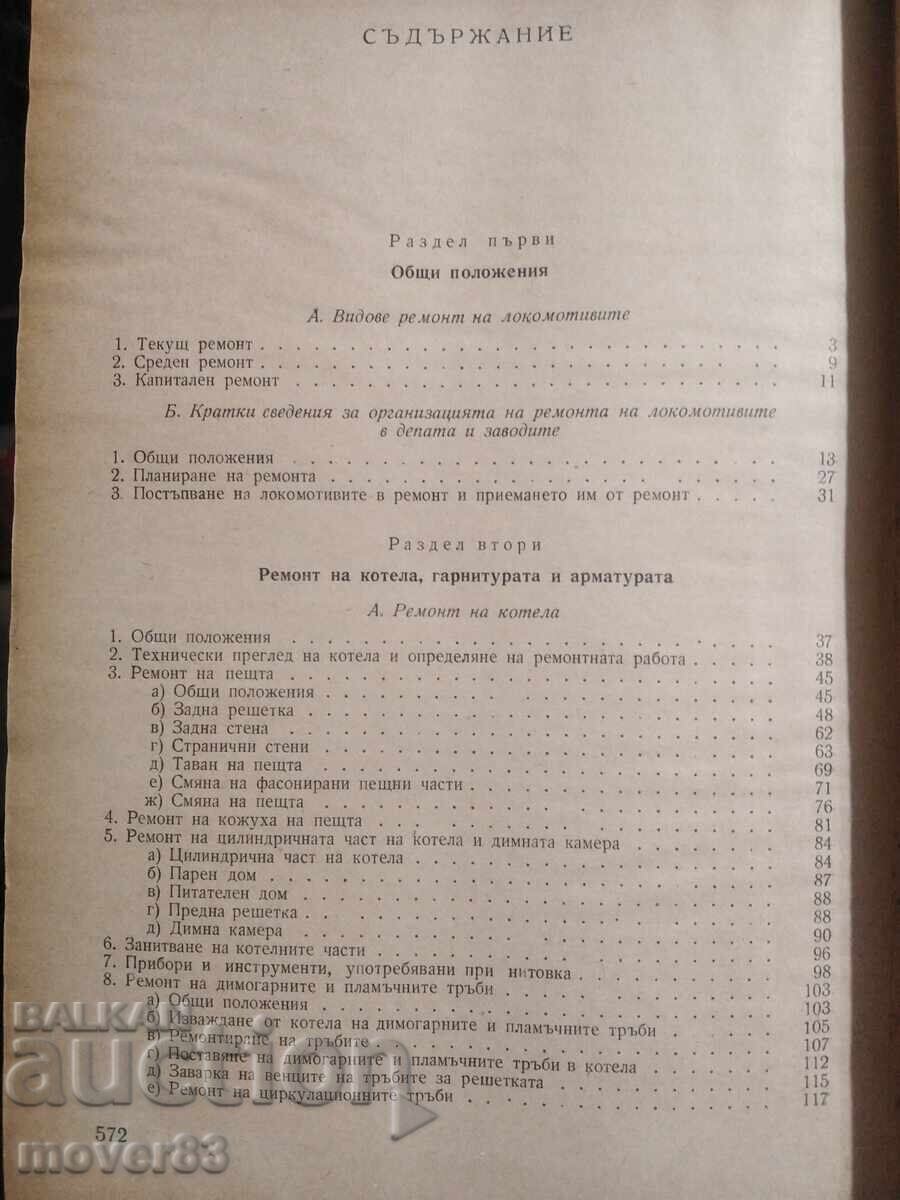 СЪДЪРЖАНИЕ
Раздел първи
Общи положения
А. Видове ремонт на локомотивите
1. Текущ ремонт . . . . . . . . . . 3
2. Среден ремонт . . . . . . . . . . 9
3. Капитален ремонт . . . . . . . . . . 11
Б. Кратки сведения за организацията на ремонта на локомотивите
в депата и заводите
1. Общи положения . . . . . . . . . . 13
2. Планиране на ремонта . . . . . . . . . . 27
3. Постъпване на локомотивите в ремонт и приемането им от ремонт . . . . . 31
Раздел втори
Ремонт на котела, гарнитурата и арматурата
А. Ремонт на котела
1. Общи положения . . . . . . . . . . 37
2. Технически преглед на котела и определяне на ремонтната работа . . . . . 38
3. Ремонт на пещта . . . . . . . . . . 45
а) Общи положения . . . . . . . . . . 45
б) Задна решетка . . . . . . . . . . 48
в) Задна стена . . . . . . . . . . 62
г) Странични стени . . . . . . . . . . 63
д) Таван на пещта . . . . . . . . . . 69
е) Смяна на фасонирани пещни части . . . . . . . . . . 71
ж) Смяна на пещта . . . . . . . . . . 76
4. Ремонт на кожуха на пещта . . . . . . . . . . 81
5. Ремонт на цилиндричната част на котела и димната камера . . . . . . . . 84
а) Цилиндрична част на котела . . . . . . . . . . 84
б) Парен дом . . . . . . . . . . 87
в) Питателен дом . . . . . . . . . . 88
г) Предна решетка . . . . . . . . . . 88
д) Димна камера . . . . . . . . . . 90
6. Занитване на котелните части . . . . . . . . . . 96
7. Прибори и инструменти, употребявани при нитовка . . . . . . . . . . 98
8. Ремонт на димогарните и пламъчните тръби . . . . . . . . . . 103
а) Общи положения . . . . . . . . . . 103
б) Изваждане от котела на димогарните и пламъчните тръби . . . . . . 105
в) Ремонтиране на тръбите . . . . . . . . . . 107
г) Поставяне на димогарните и пламъчните тръби в котела . . . . . . . 112
д) Заварка на венците на тръбите за решетката . . . . . . . . . . 115
е) Ремонт на циркулационните тръби . . . . . . . . . . 117
572
BALKAN
auction
mover83